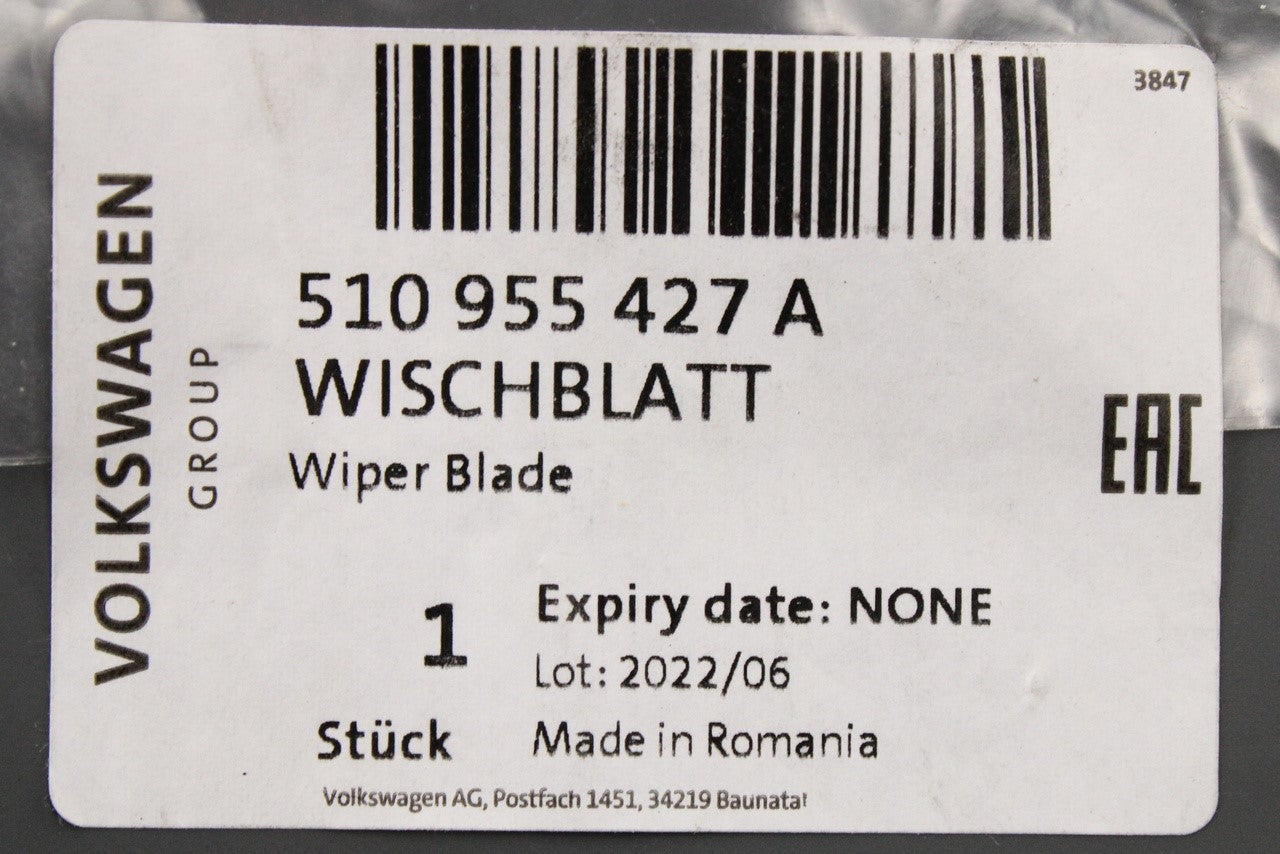 3847
VOLKSWAGEN
GROUP
510 955 427 A
WISCHBLATT
Wiper Blade
EAC
1
Expiry date: NONE
Lot: 2022/06
Stück
Made in Romania
Volkswagen AG, Postfach 1451, 34219 Baunatal